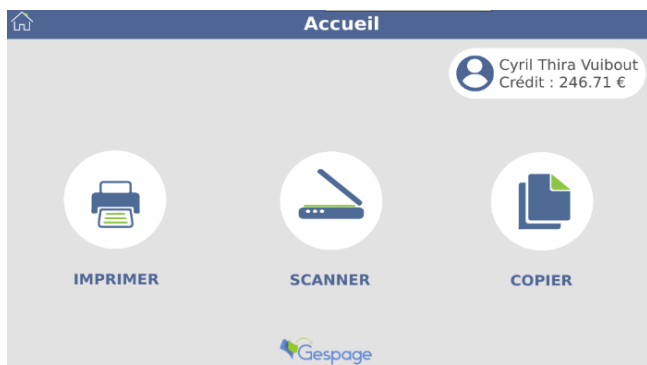 Accueil
Cyril Thira Vuibout
Crédit : 246.71 €
IMPRIMER
SCANNER
COPIER
Gespage